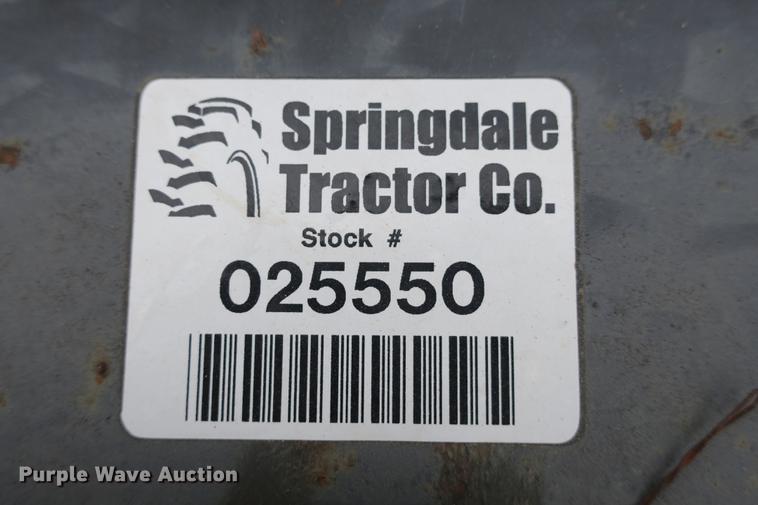 Springdale
Tractor Co.
Stock #
025550
Purple Wave Auction